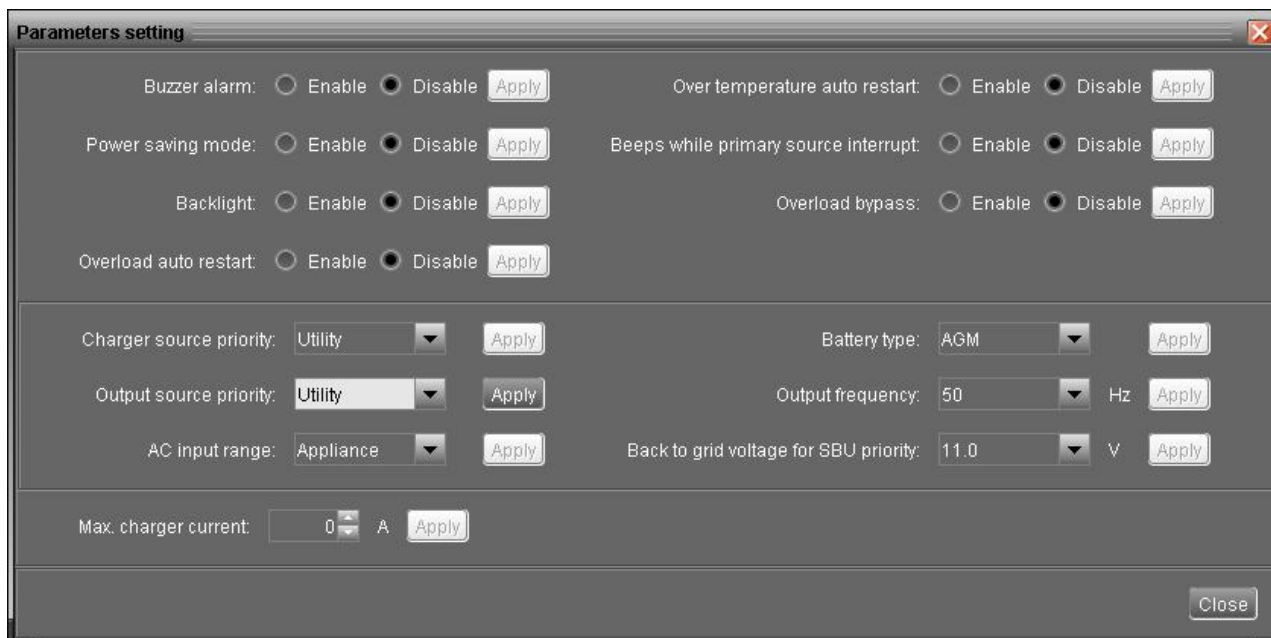 Parameters setting
Buzzer alarm: Enable Disable Apply Over temperature auto restart: Enable Disable Apply
Power saving mode: Enable Disable Apply Beeps while primary source interrupt: Enable Disable Apply
Backlight: Enable Disable Apply Overload bypass: Enable Disable Apply
Overload auto restart: Enable Disable Apply
Charger source priority: Utility Apply Battery type: AGM Apply
Output source priority: Utility Apply Output frequency: 50 Hz Apply
AC input range: Appliance Apply Back to grid voltage for SBU priority: 11.0 V Apply
Max. charger current: 0 A Apply
Close